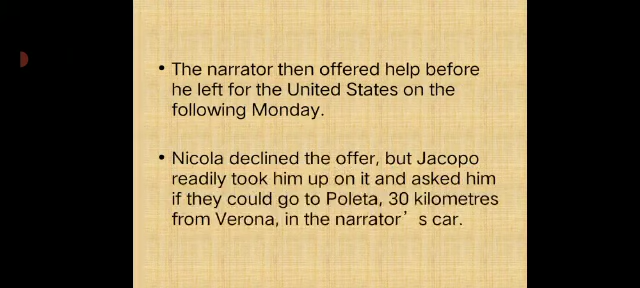 • The narrator then offered help before
he left for the United States on the
following Monday.
• Nicola declined the offer, but Jacopo
readily took him up on it and asked him
if they could go to Poleta, 30 kilometres
from Verona, in the narrator’ s car.